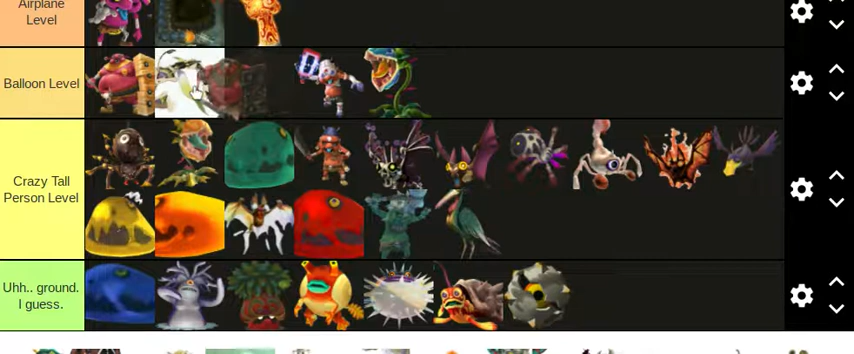 Airplane
Level
Balloon Level
Crazy Tall
Person Level
Uhh.. ground.
I guess.